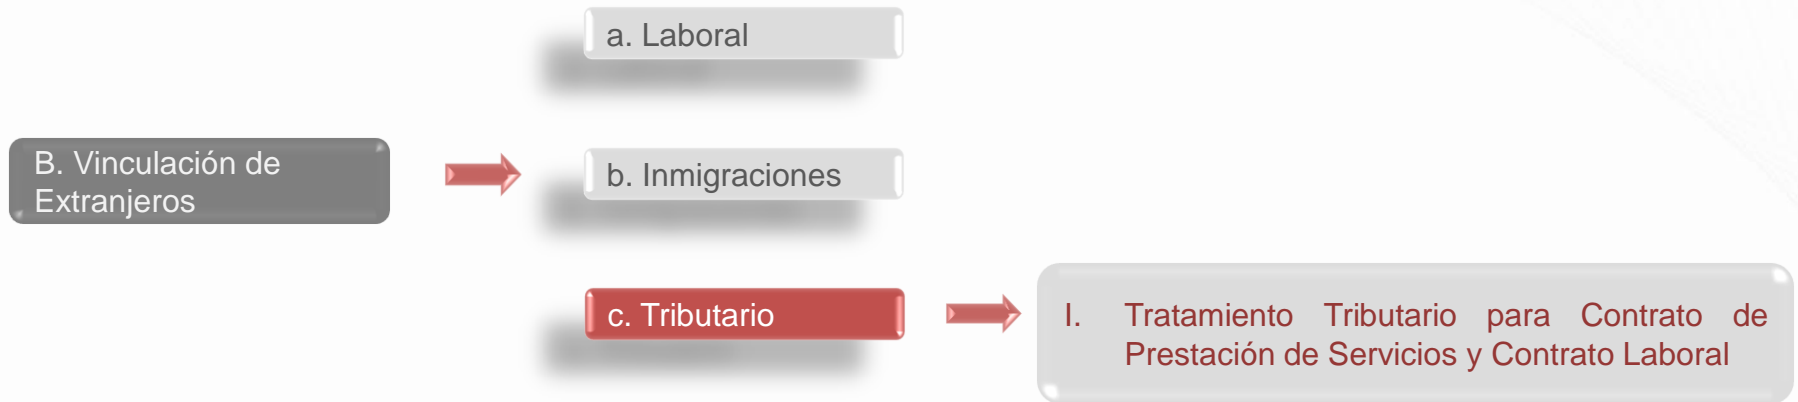 a. Laboral
B. Vinculación de
Extranjeros
b. Inmigraciones
c. Tributario
I. Tratamiento Tributario para Contrato de
Prestación de Servicios y Contrato Laboral